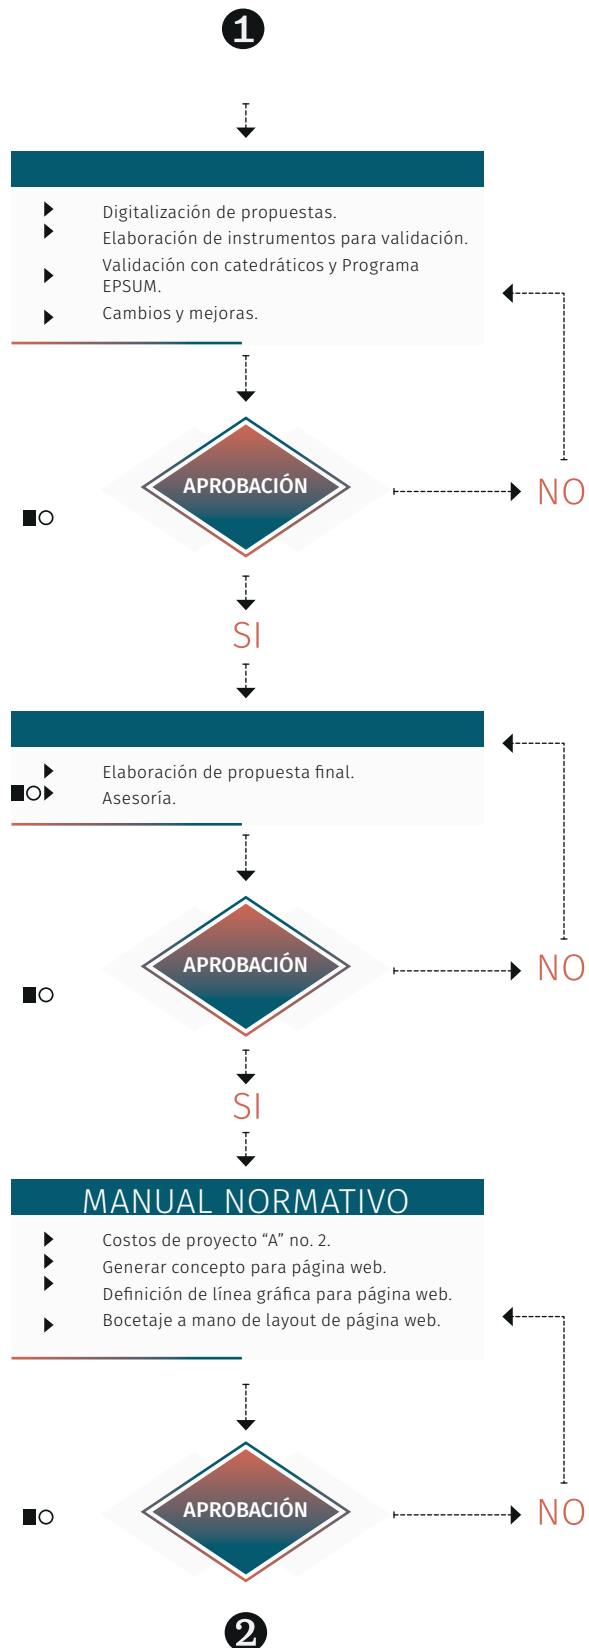 1
Digitalización de propuestas.
Elaboración de instrumentos para validación.
Validación con catedráticos y Programa
EPSUM.
Cambios y mejoras.
APROBACIÓN
NO
SI
Elaboración de propuesta final.
Asesoría.
APROBACIÓN
NO
SI
MANUAL NORMATIVO
Costos de proyecto “A” no. 2.
Generar concepto para página web.
Definición de línea gráfica para página web.
Bocetaje a mano de layout de página web.
APROBACIÓN
NO
2